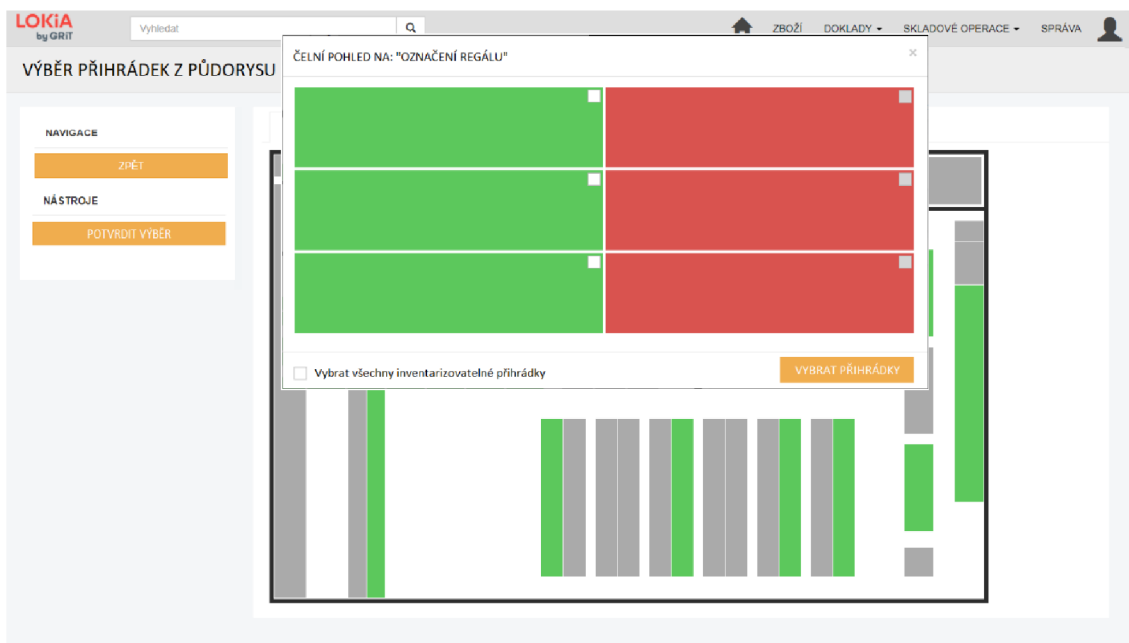 LOKiA
by GRiT
Vyhledat
ZBOŽÍ DOKLADY SKLADOVÉ OPERACE SPRÁVA
VÝBĚR PŘIHRÁDEK Z PŮDORYSU
ČELNÍ POHLED NA: "OZNAČENÍ REGÁLU" ×
NAVIGACE
ZPĚT
NÁSTROJE
POTVRDIT VÝBĚR
Vybrat všechny inventarizovatelné přihrádky
VYBRAT PŘIHRÁDKY